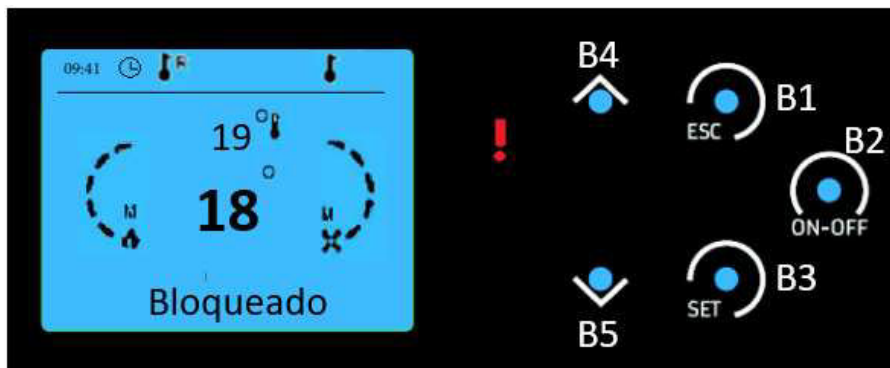 09:41 R
19°
18°
M M
Bloqueado
!
B4
B1
ESC
B2
ON-OFF
B3
SET
B5